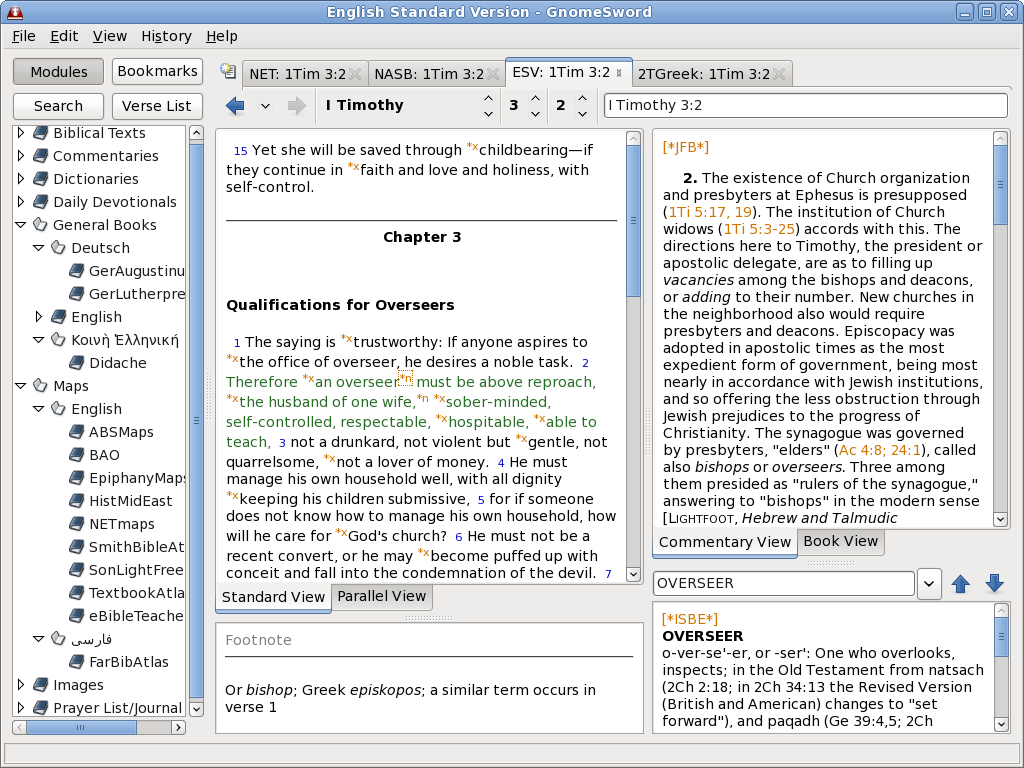 English Standard Version - GnomeSword
File Edit View History Help
Modules Bookmarks
Search Verse List
Biblical Texts
Commentaries
Dictionaries
Daily Devotionals
General Books
Deutsch
GerAugustinu
GerLutherpre
English
Κοινὴ Ἑλληνική
Didache
Maps
English
ABSMaps
BAO
EpiphanyMaps
HistMidEast
NETmaps
SmithBibleAt
SonLightFree
TextbookAtla
eBibleTeache
فارسی
FarBibAtlas
Images
Prayer List/Journal
NET: 1Tim 3:2 NASB: 1Tim 3:2 ESV: 1Tim 3:2 2TGreek: 1Tim 3:2
I Timothy 3 2 I Timothy 3:2
15 Yet she will be saved through *xchildbearing—if
they continue in *xfaith and love and holiness, with
self-control.
Chapter 3
Qualifications for Overseers
1 The saying is *xtrustworthy: If anyone aspires to
*xthe office of overseer, he desires a noble task. 2
Therefore *xan overseer*n must be above reproach,
*xthe husband of one wife,*n *xsober-minded,
self-controlled, respectable, *xhospitable, *xable to
teach, 3 not a drunkard, not violent but *xgentle, not
quarrelsome, *xnot a lover of money. 4 He must
manage his own household well, with all dignity
*xkeeping his children submissive, 5 for if someone
does not know how to manage his own household, how
will he care for *xGod's church? 6 He must not be a
recent convert, or he may *xbecome puffed up with
conceit and fall into the condemnation of the devil. 7
Standard View Parallel View
Footnote
Or bishop; Greek episkopos; a similar term occurs in
verse 1
[*JFB*]
2. The existence of Church organization
and presbyters at Ephesus is presupposed
(1Ti 5:17, 19). The institution of Church
widows (1Ti 5:3-25) accords with this. The
directions here to Timothy, the president or
apostolic delegate, are as to filling up
vacancies among the bishops and deacons,
or adding to their number. New churches in
the neighborhood also would require
presbyters and deacons. Episcopacy was
adopted in apostolic times as the most
expedient form of government, being most
nearly in accordance with Jewish institutions,
and so offering the less obstruction through
Jewish prejudices to the progress of
Christianity. The synagogue was governed
by presbyters, "elders" (Ac 4:8; 24:1), called
also bishops or overseers. Three among
them presided as "rulers of the synagogue,"
answering to "bishops" in the modern sense
[LIGHTFOOT, Hebrew and Talmudic
Commentary View Book View
OVERSEER
[*ISBE*]
OVERSEER
o-ver-se'-er, or -ser': One who overlooks,
inspects; in the Old Testament from natsach
(2Ch 2:18; in 2Ch 34:13 the Revised Version
(British and American) changes to "set
forward"), and paqadh (Ge 39:4,5; 2Ch